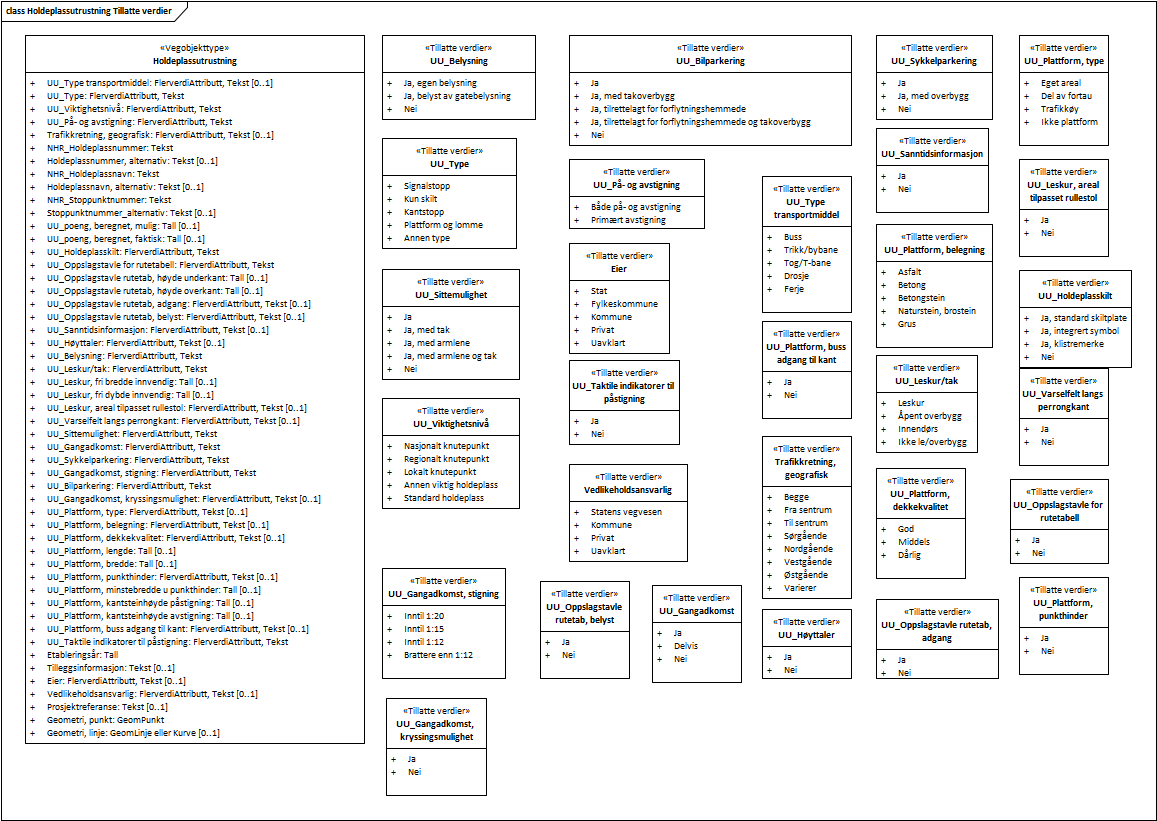 class Holdeplassutrustning Tillatte verdier
«Vegobjekttype»
Holdeplassutrustning
+ UU_Type transportmiddel: FlerverdiAttributt, Tekst [0..1]
+ UU_Type: FlerverdiAttributt, Tekst
+ UU_Viktighetsnivå: FlerverdiAttributt, Tekst
+ UU_På- og avstigning: FlerverdiAttributt, Tekst
+ Trafikkretning, geografisk: FlerverdiAttributt, Tekst [0..1]
+ NHR_Holdeplassnummer: Tekst
+ Holdeplassnummer, alternativ: Tekst [0..1]
+ NHR_Holdeplassnavn: Tekst
+ Holdeplassnavn, alternativ: Tekst [0..1]
+ NHR_Stoppunktnummer: Tekst
+ Stoppunktnummer_alternativ: Tekst [0..1]
+ UU_poeng, beregnet, mulig: Tall [0..1]
+ UU_poeng, beregnet, faktisk: Tall [0..1]
+ UU_Holdeplasskilt: FlerverdiAttributt, Tekst
+ UU_Oppslagstavle for rutetabell: FlerverdiAttributt, Tekst
+ UU_Oppslagstavle rutetab, høyde underkant: Tall [0..1]
+ UU_Oppslagstavle rutetab, høyde overkant: Tall [0..1]
+ UU_Oppslagstavle rutetab, adgang: FlerverdiAttributt, Tekst [0..1]
+ UU_Oppslagstavle rutetab, belyst: FlerverdiAttributt, Tekst [0..1]
+ UU_Sanntidsinformasjon: FlerverdiAttributt, Tekst [0..1]
+ UU_Høyttaler: FlerverdiAttributt, Tekst [0..1]
+ UU_Belysning: FlerverdiAttributt, Tekst
+ UU_Leskur/tak: FlerverdiAttributt, Tekst
+ UU_Leskur, fri bredde innvendig: Tall [0..1]
+ UU_Leskur, fri dybde innvendig: Tall [0..1]
+ UU_Leskur, areal tilpasset rullestol: FlerverdiAttributt, Tekst [0..1]
+ UU_Varselfelt langs perrongkant: FlerverdiAttributt, Tekst [0..1]
+ UU_Sittemulighet: FlerverdiAttributt, Tekst
+ UU_Gangadkomst: FlerverdiAttributt, Tekst
+ UU_Sykkelparkering: FlerverdiAttributt, Tekst
+ UU_Gangadkomst, stigning: FlerverdiAttributt, Tekst
+ UU_Bilparkering: FlerverdiAttributt, Tekst
+ UU_Gangadkomst, kryssingsmulighet: FlerverdiAttributt, Tekst [0..1]
+ UU_Plattform, type: FlerverdiAttributt, Tekst [0..1]
+ UU_Plattform, belegning: FlerverdiAttributt, Tekst [0..1]
+ UU_Plattform, dekkekvalitet: FlerverdiAttributt, Tekst [0..1]
+ UU_Plattform, lengde: Tall [0..1]
+ UU_Plattform, bredde: Tall [0..1]
+ UU_Plattform, punkthinder: FlerverdiAttributt, Tekst [0..1]
+ UU_Plattform, minstebredde u punkthinder: Tall [0..1]
+ UU_Plattform, kantsteinhøyde påstigning: Tall [0..1]
+ UU_Plattform, kantsteinhøyde avstigning: Tall [0..1]
+ UU_Plattform, buss adgang til kant: FlerverdiAttributt, Tekst [0..1]
+ UU_Taktile indikatorer til påstigning: FlerverdiAttributt, Tekst
+ Etableringsår: Tall
+ Tilleggsinformasjon: Tekst [0..1]
+ Eier: FlerverdiAttributt, Tekst [0..1]
+ Vedlikeholdsansvarlig: FlerverdiAttributt, Tekst [0..1]
+ Prosjektreferanse: Tekst [0..1]
+ Geometri, punkt: GeomPunkt
+ Geometri, linje: GeomLinje eller Kurve [0..1]
«Tillatte verdier»
UU_Belysning
+ Ja, egen belysning
+ Ja, belyst av gatebelysning
+ Nei
«Tillatte verdier»
UU_Type
+ Signalstopp
+ Kun skilt
+ Kantstopp
+ Plattform og lomme
+ Annen type
«Tillatte verdier»
UU_Sittemulighet
+ Ja
+ Ja, med tak
+ Ja, med armlene
+ Ja, med armlene og tak
+ Nei
«Tillatte verdier»
UU_Viktighetsnivå
+ Nasjonalt knutepunkt
+ Regionalt knutepunkt
+ Lokalt knutepunkt
+ Annen viktig holdeplass
+ Standard holdeplass
«Tillatte verdier»
UU_Gangadkomst, stigning
+ Inntil 1:20
+ Inntil 1:15
+ Inntil 1:12
+ Brattere enn 1:12
«Tillatte verdier»
UU_Gangadkomst,
kryssingsmulighet
+ Ja
+ Nei
«Tillatte verdier»
UU_Bilparkering
+ Ja
+ Ja, med takoverbygg
+ Ja, tilrettelagt for forflytningshemmede
+ Ja, tilrettelagt for forflytningshemmede og takoverbygg
+ Nei
«Tillatte verdier»
UU_På- og avstigning
+ Både på- og avstigning
+ Primært avstigning
«Tillatte verdier»
Eier
+ Stat
+ Fylkeskommune
+ Kommune
+ Privat
+ Uavklart
«Tillatte verdier»
UU_Taktile indikatorer til
påstigning
+ Ja
+ Nei
«Tillatte verdier»
Vedlikeholdsansvarlig
+ Statens vegvesen
+ Kommune
+ Privat
+ Uavklart
«Tillatte verdier»
UU_Oppslagstavle
rutetab, belyst
+ Ja
+ Nei
«Tillatte verdier»
UU_Gangadkomst
+ Ja
+ Delvis
+ Nei
«Tillatte verdier»
UU_Type
transportmiddel
+ Buss
+ Trikk/bybane
+ Tog/T-bane
+ Drosje
+ Ferje
«Tillatte verdier»
UU_Plattform, buss
adgang til kant
+ Ja
+ Nei
«Tillatte verdier»
Trafikkretning,
geografisk
+ Begge
+ Fra sentrum
+ Til sentrum
+ Sørgående
+ Nordgående
+ Vestgående
+ Østgående
+ Varierer
«Tillatte verdier»
UU_Høyttaler
+ Ja
+ Nei
«Tillatte verdier»
UU_Sykkelparkering
+ Ja
+ Ja, med overbygg
+ Nei
«Tillatte verdier»
UU_Sanntidsinformasjon
+ Ja
+ Nei
«Tillatte verdier»
UU_Plattform, belegning
+ Asfalt
+ Betong
+ Betongstein
+ Naturstein, brostein
+ Grus
«Tillatte verdier»
UU_Leskur/tak
+ Leskur
+ Åpent overbygg
+ Innendørs
+ Ikke le/overbygg
«Tillatte verdier»
UU_Plattform,
dekkekvalitet
+ God
+ Middels
+ Dårlig
«Tillatte verdier»
UU_Oppslagstavle rutetab,
adgang
+ Ja
+ Nei
«Tillatte verdier»
UU_Plattform, type
+ Eget areal
+ Del av fortau
+ Trafikkøy
+ Ikke plattform
«Tillatte verdier»
UU_Leskur, areal
tilpasset rullestol
+ Ja
+ Nei
«Tillatte verdier»
UU_Holdeplasskilt
+ Ja, standard skiltplate
+ Ja, integrert symbol
+ Ja, klistremerke
+ Nei
«Tillatte verdier»
UU_Varselfelt langs
perrongkant
+ Ja
+ Nei
«Tillatte verdier»
UU_Oppslagstavle for
rutetabell
+ Ja
+ Nei
«Tillatte verdier»
UU_Plattform,
punkthinder
+ Ja
+ Nei